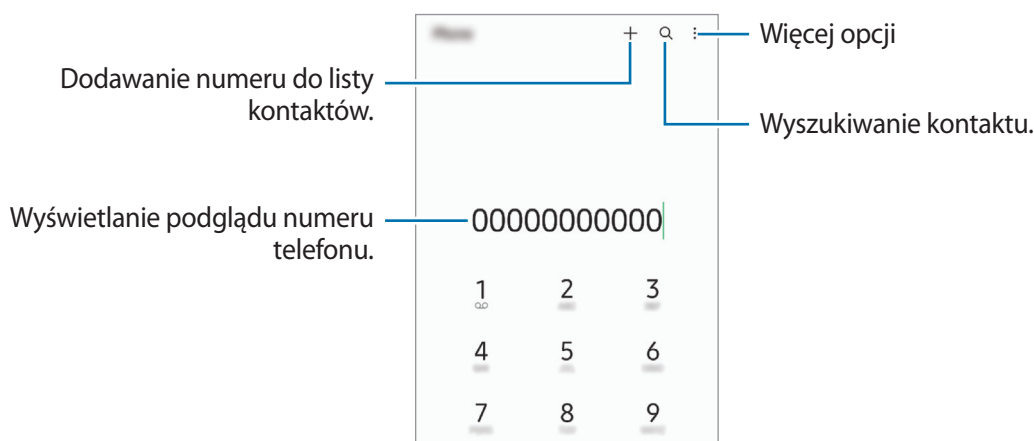 Więcej opcji
Dodawanie numeru do listy
kontaktów.
Wyszukiwanie kontaktu.
Wyświetlanie podglądu numeru
telefonu.
00000000000
1 2 3
4 5 6
7 8 9